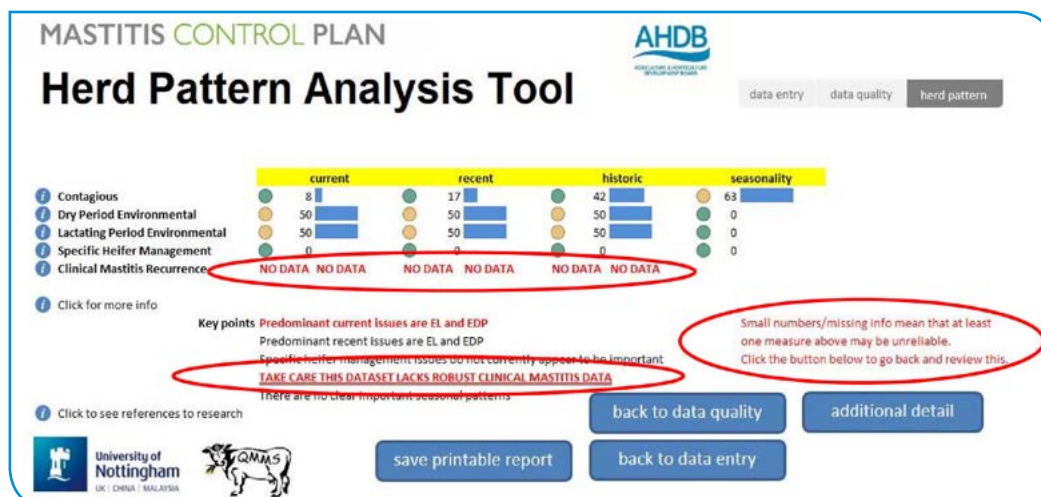 MASTITIS CONTROL PLAN
AHDB
AGRICULTURE & HORTICULTURE
DEVELOPMENT BOARD
Herd Pattern Analysis Tool
data entry data quality herd pattern
current recent historic seasonality
Contagious 8 17 42 63
Dry Period Environmental 50 50 50 0
Lactating Period Environmental 50 50 50 0
Specific Heifer Management 0 0 0 0
Clinical Mastitis Recurrence NO DATA NO DATA NO DATA NO DATA NO DATA NO DATA
Click for more info
Key points Predominant current issues are EL and EDP
Predominant recent issues are EL and EDP
Specific heifer management issues do not currently appear to be important
TAKE CARE THIS DATASET LACKS ROBUST CLINICAL MASTITIS DATA
There are no clear important seasonal patterns
Small numbers/missing info mean that at least
one measure above may be unreliable.
Click the button below to go back and review this.
Click to see references to research
back to data quality additional detail
save printable report back to data entry
University of
Nottingham
UK | CHINA | MALAYSIA
QMMS